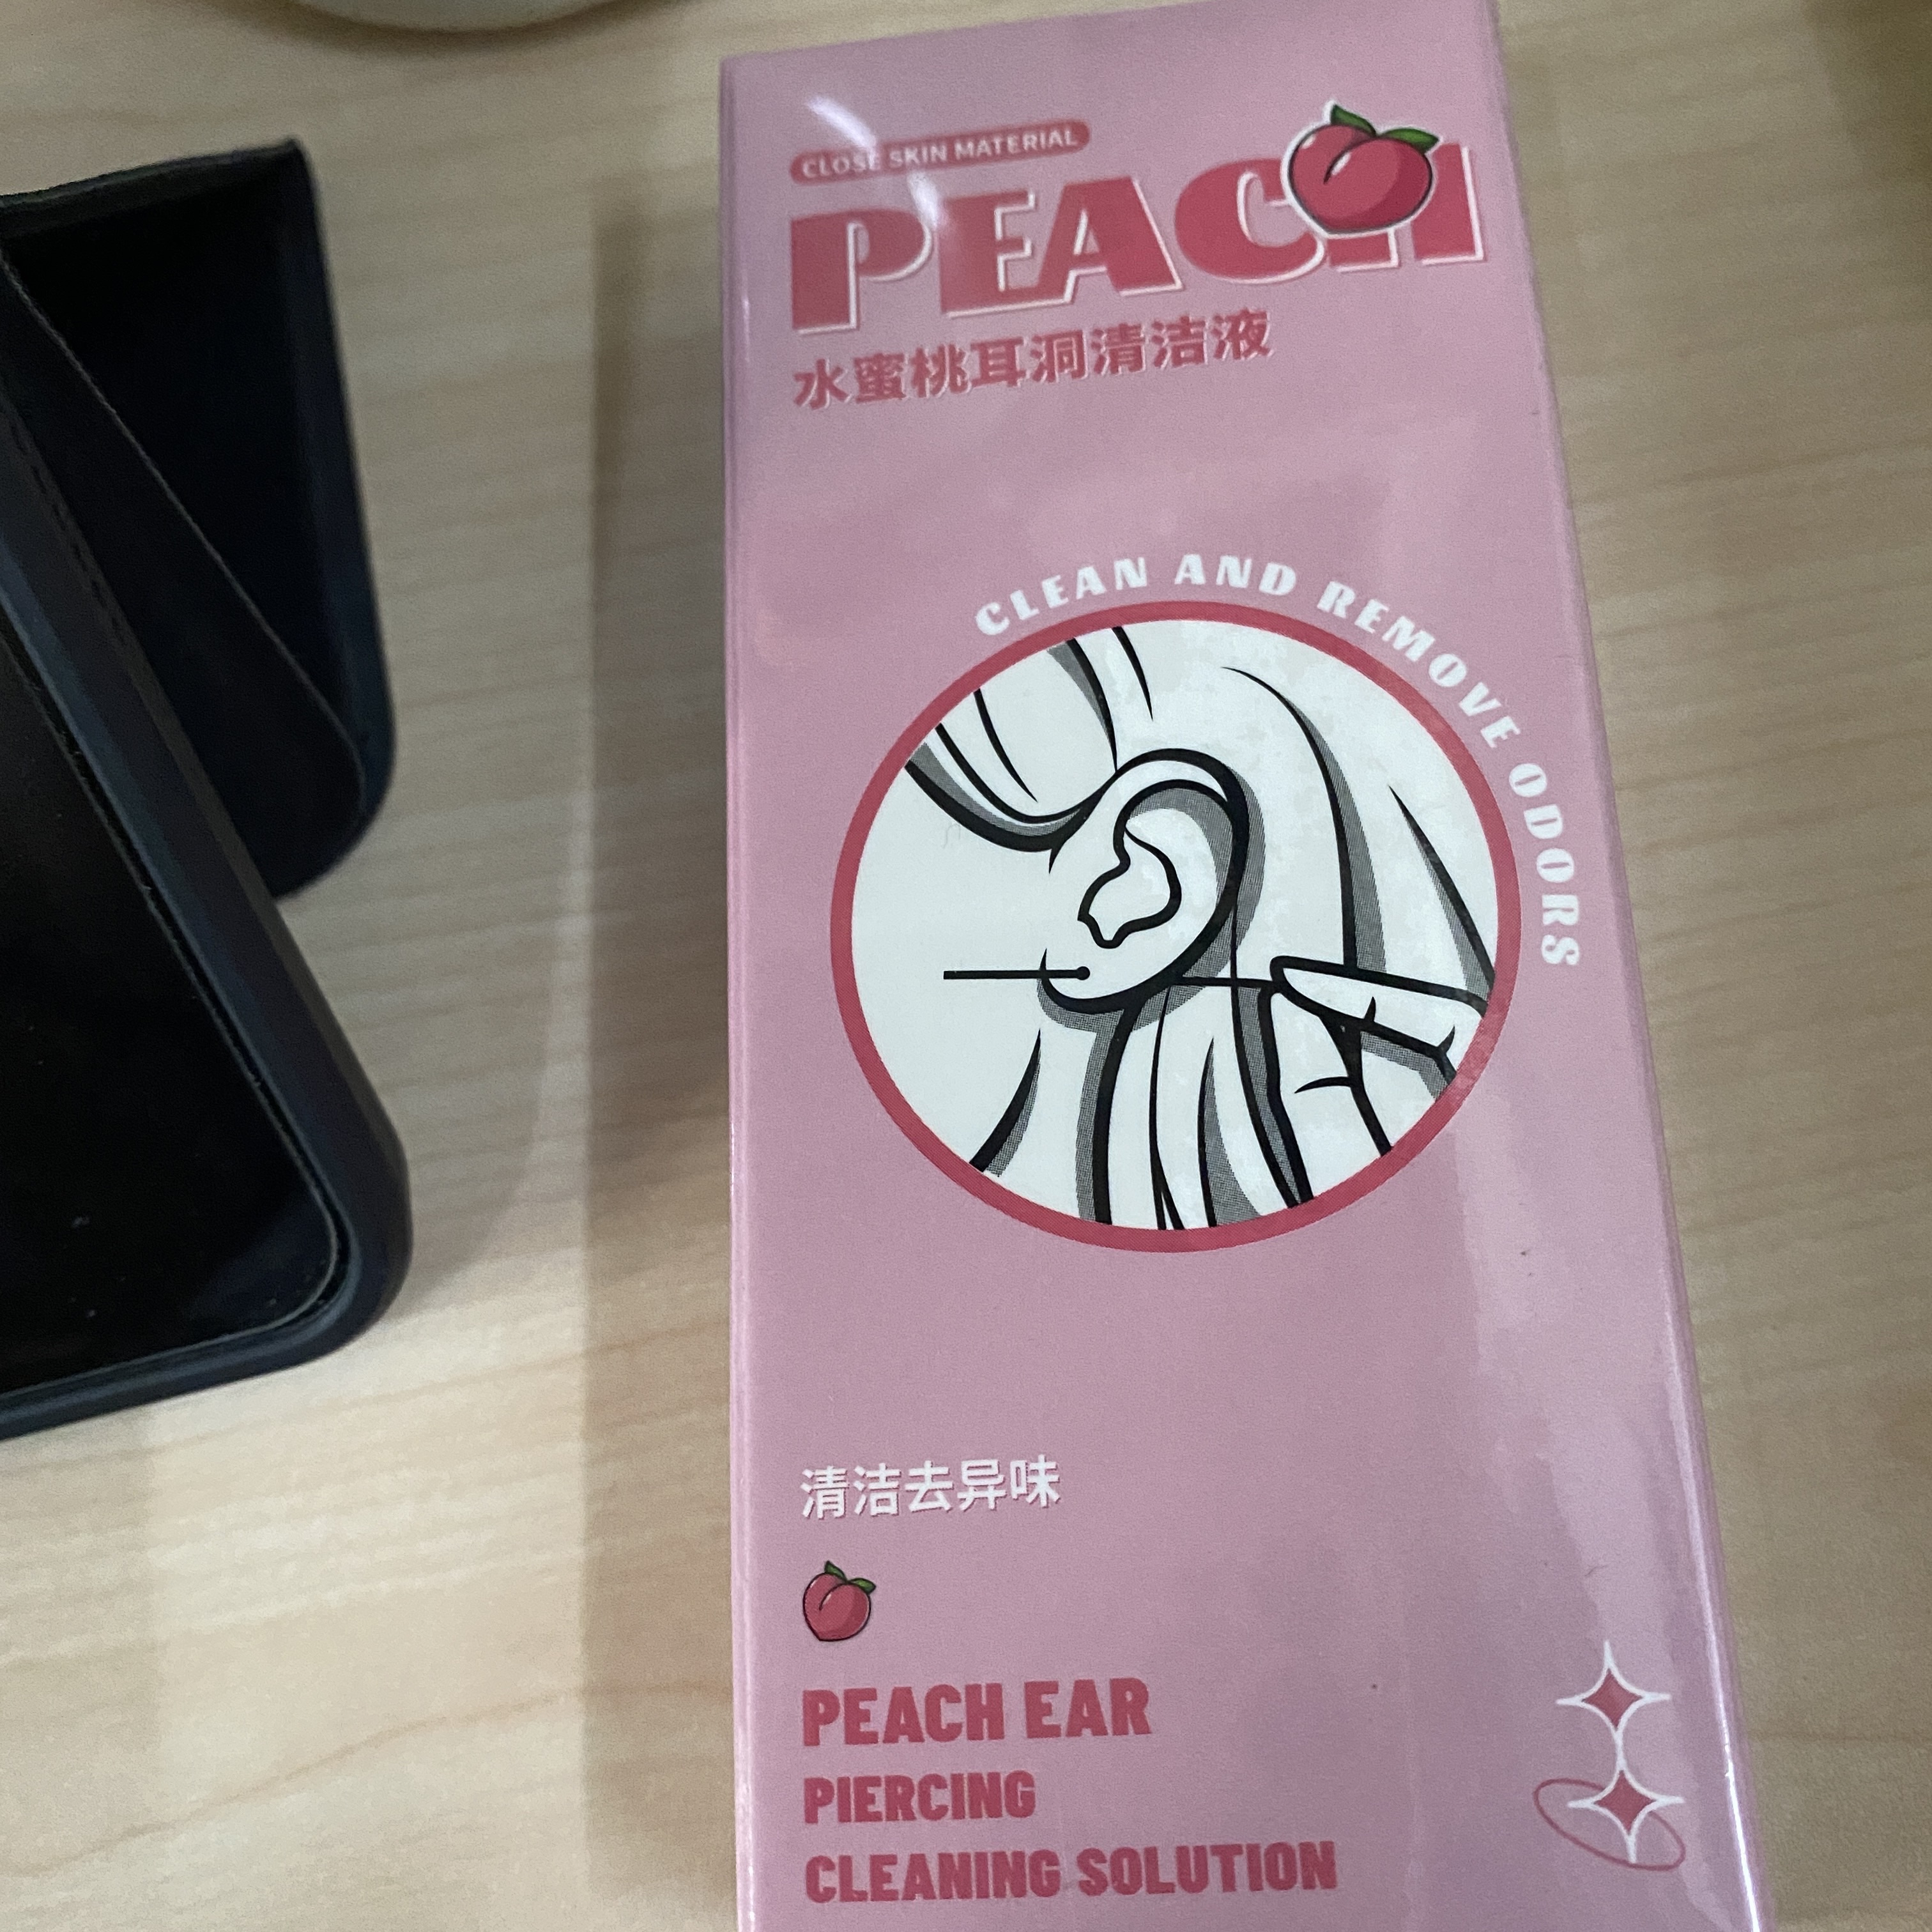 CLOSE SKIN MATERIAL
PEACH
水蜜桃耳洞清洁液
CLEAN AND REMOVE ODORS
清洁去异味
PEACH EAR
PIERCING
CLEANING SOLUTION